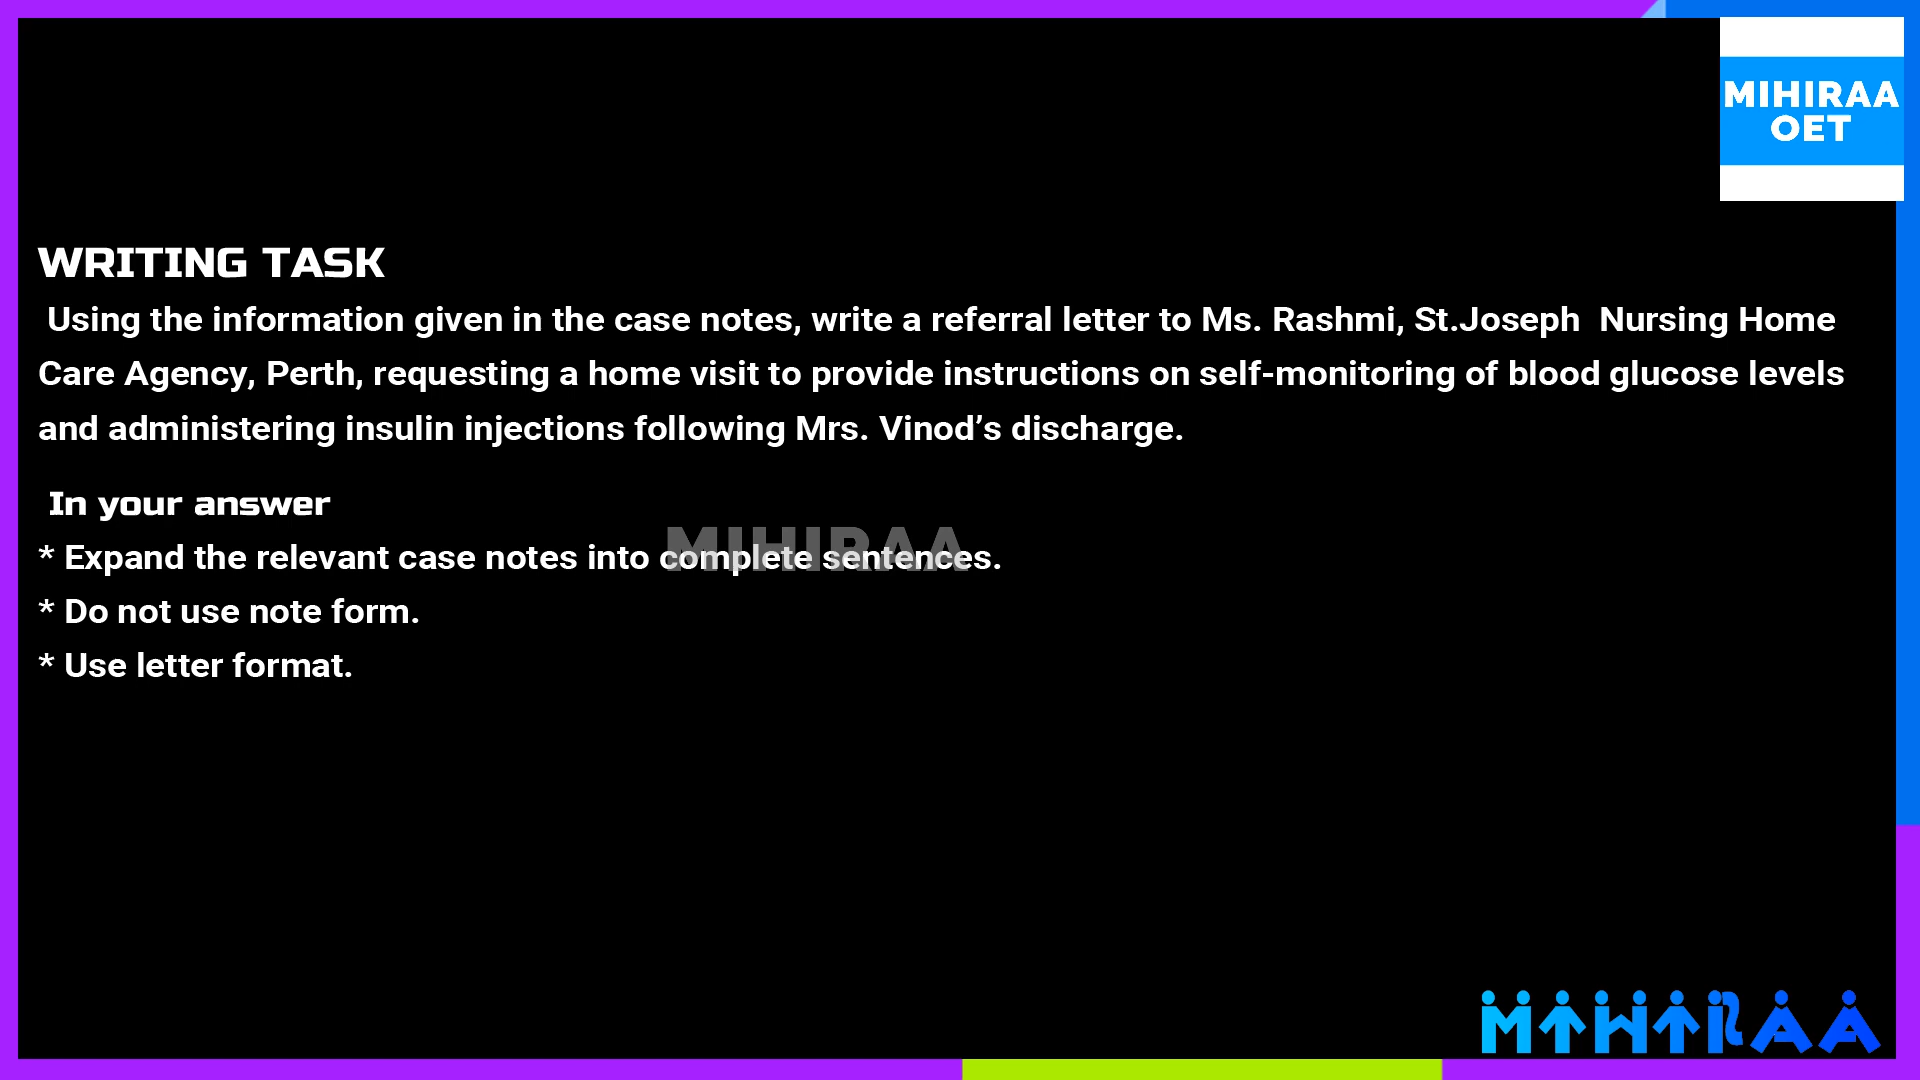 MIHIRAA
OET
WRITING TASK
Using the information given in the case notes, write a referral letter to Ms. Rashmi, St.Joseph  Nursing Home
Care Agency, Perth, requesting a home visit to provide instructions on self-monitoring of blood glucose levels
and administering insulin injections following Mrs. Vinod’s discharge.
In your answer
MIHIRAA
* Expand the relevant case notes into complete sentences.
* Do not use note form.
* Use letter format.
MIHIRAA